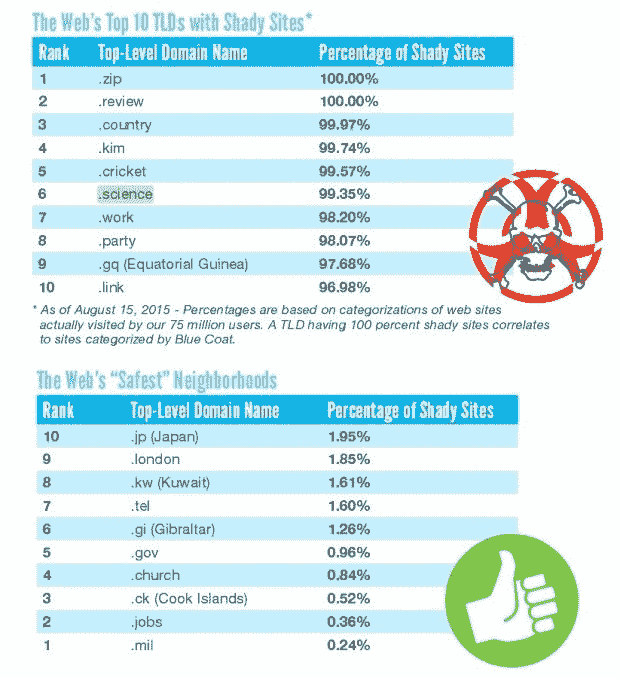 The Web's Top 10 TLDs with Shady Sites*
Rank Top-Level Domain Name Percentage of Shady Sites
1 .zip 100.00%
2 .review 100.00%
3 .country 99.97%
4 .kim 99.74%
5 .cricket 99.57%
6 .science 99.35%
7 .work 98.20%
8 .party 98.07%
9 .gq (Equatorial Guinea) 97.68%
10 .link 96.98%
* As of August 15, 2015 - Percentages are based on categorizations of web sites
actually visited by our 75 million users. A TLD having 100 percent shady sites correlates
to sites categorized by Blue Coat.
The Web's "Safest" Neighborhoods
Rank Top-Level Domain Name Percentage of Shady Sites
10 .jp (Japan) 1.95%
9 .london 1.85%
8 .kw (Kuwait) 1.61%
7 .tel 1.60%
6 .gi (Gibraltar) 1.26%
5 .gov 0.96%
4 .church 0.84%
3 .ck (Cook Islands) 0.52%
2 .jobs 0.36%
1 .mil 0.24%